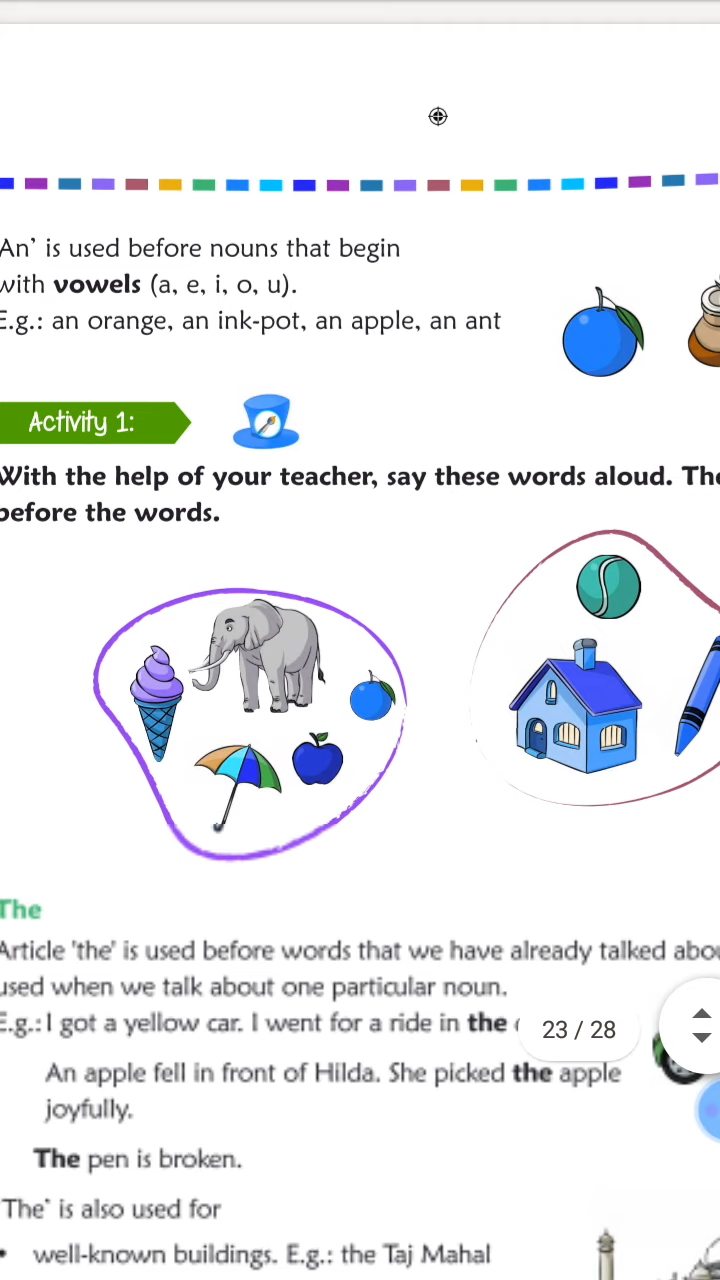 An’ is used before nouns that begin
with vowels (a, e, i, o, u).
E.g.: an orange, an ink-pot, an apple, an ant
Activity 1:
With the help of your teacher, say these words aloud.
before the words.
The
Article 'the' is used before words that we have already talked
used when we talk about one particular noun.
E.g.: I got a yellow car. I went for a ride in the
23 / 28
An apple fell in front of Hilda. She picked the apple
joyfully.
The pen is broken.
The' is also used for
• well-known buildings. E.g.: the Taj Mahal